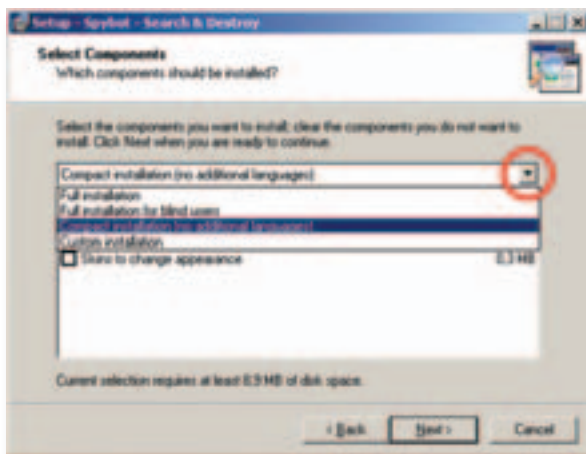 Setup - Spybot - Search & Destroy
Select Components
Which components should be installed?
Select the components you want to install; clear the components you do not want to
install. Click Next when you are ready to continue.
Compact installation (no additional languages)
Full installation
Full installation for blind users
Compact installation (no additional languages)
Custom installation
Skins to change appearance 0,3 MB
Current selection requires at least 8,9 MB of disk space.
< Back Next > Cancel